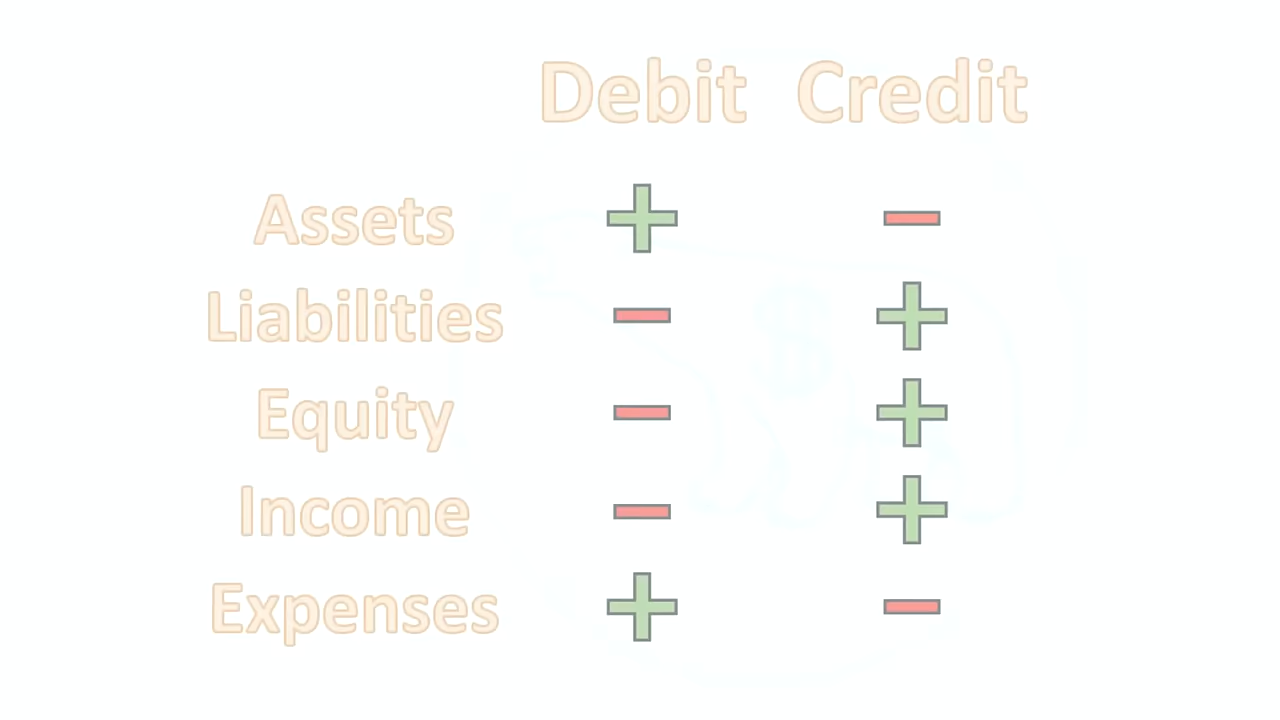 Debit Credit
Assets + -
Liabilities - +
Equity - +
Income - +
Expenses + -